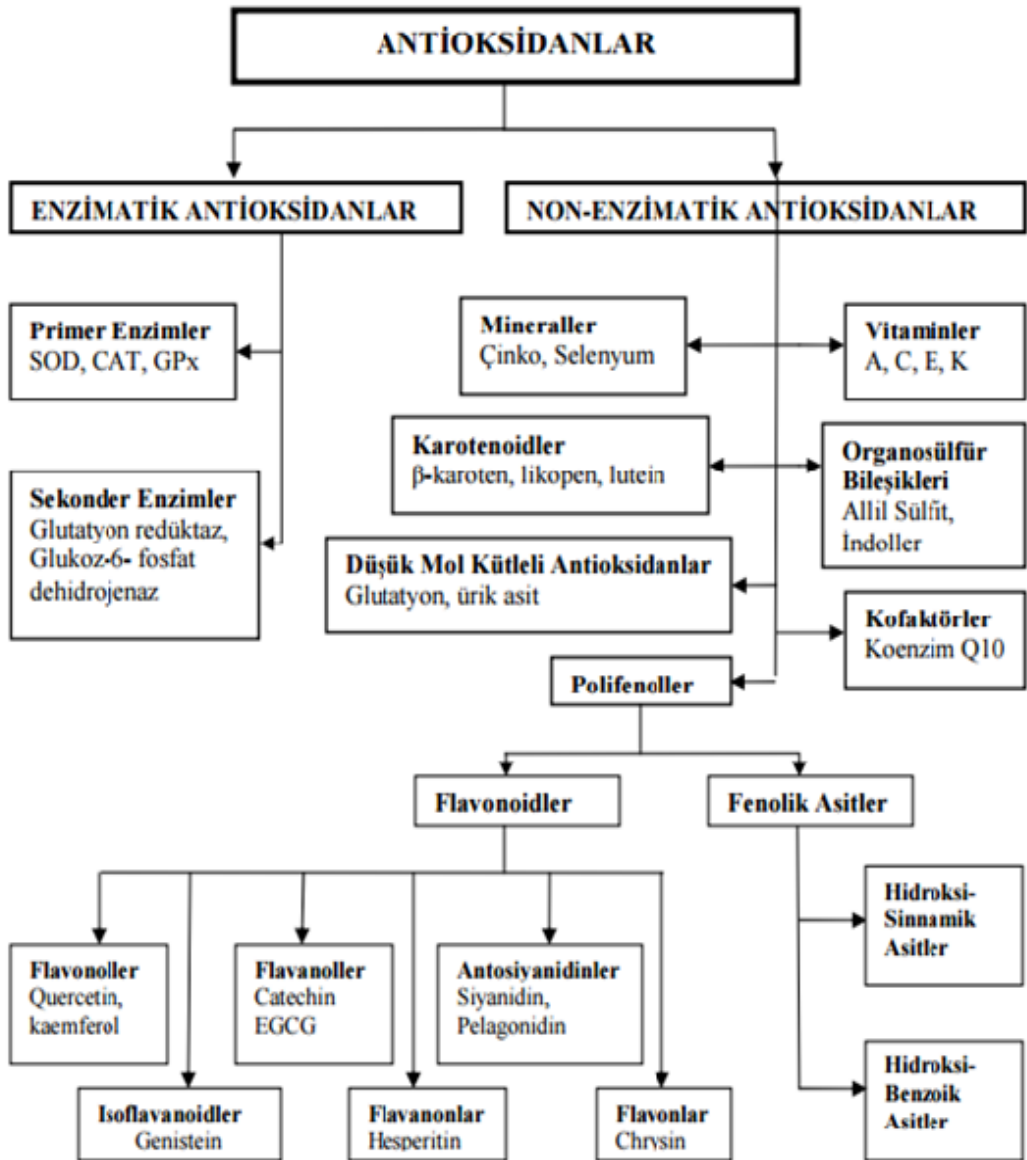 ANTİOKSİDANLAR
ENZİMATİK ANTİOKSİDANLAR
NON-ENZİMATİK ANTİOKSİDANLAR
Primer Enzimler
SOD, CAT, GPx
Mineraller
Çinko, Selenyum
Vitaminler
A, C, E, K
Karotenoidler
β-karoten, likopen, lutein
Organosülfür
Bileşikleri
Allil Sülfit,
İndoller
Sekonder Enzimler
Glutatyon redüktaz,
Glukoz-6- fosfat
dehidrojenaz
Düşük Mol Kütleli Antioksidanlar
Glutatyon, ürik asit
Kofaktörler
Koenzim Q10
Polifenoller
Flavonoidler
Fenolik Asitler
Hidroksi-
Sinnamik
Asitler
Flavonoller
Quercetin,
kaemferol
Flavanoller
Catechin
EGCG
Antosiyanidinler
Siyanidin,
Pelagonidin
Isoflavanoidler
Genistein
Flavanonlar
Hesperitin
Flavonlar
Chrysin
Hidroksi-
Benzoik
Asitler